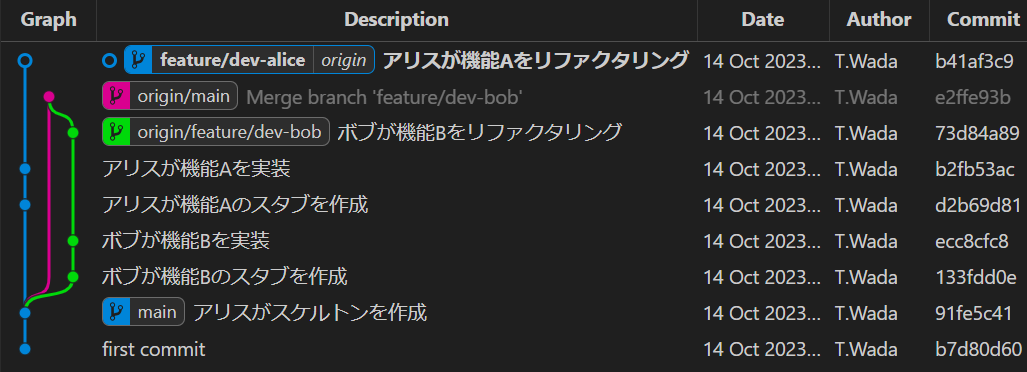 Graph Description Date Author Commit
feature/dev-alice origin アリスが機能Aをリファクタリング 14 Oct 2023... T.Wada b41af3c9
origin/main Merge branch 'feature/dev-bob' 14 Oct 2023... T.Wada e2ffe93b
origin/feature/dev-bob ボブが機能Bをリファクタリング 14 Oct 2023... T.Wada 73d84a89
アリスが機能Aを実装 14 Oct 2023... T.Wada b2fb53ac
アリスが機能Aのスタブを作成 14 Oct 2023... T.Wada d2b69d81
ボブが機能Bを実装 14 Oct 2023... T.Wada ecc8cfc8
ボブが機能Bのスタブを作成 14 Oct 2023... T.Wada 133fdd0e
main アリスがスケルトンを作成 14 Oct 2023... T.Wada 91fe5c41
first commit 14 Oct 2023... T.Wada b7d80d60